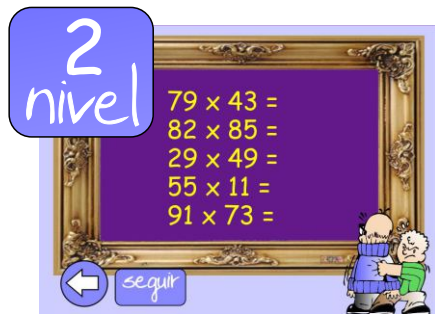 2
nivel
79 x 43 =
82 x 85 =
29 x 49 =
55 x 11 =
91 x 73 =
seguir